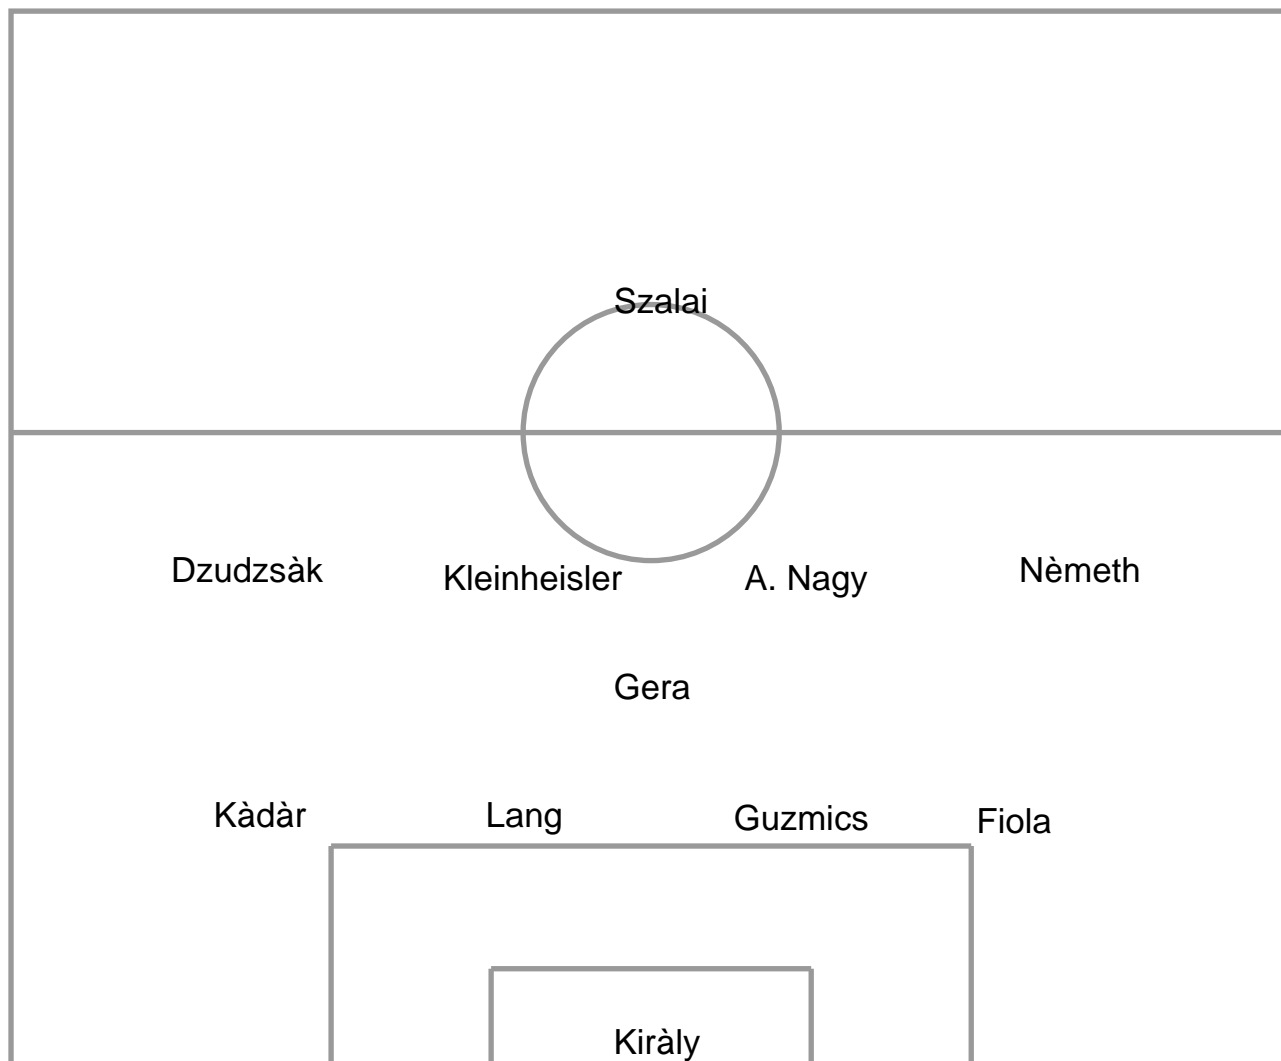 Szalai
Dzudzsàk Kleinheisler A. Nagy Nèmeth
Gera
Kàdàr Lang Guzmics Fiola
Kiràly